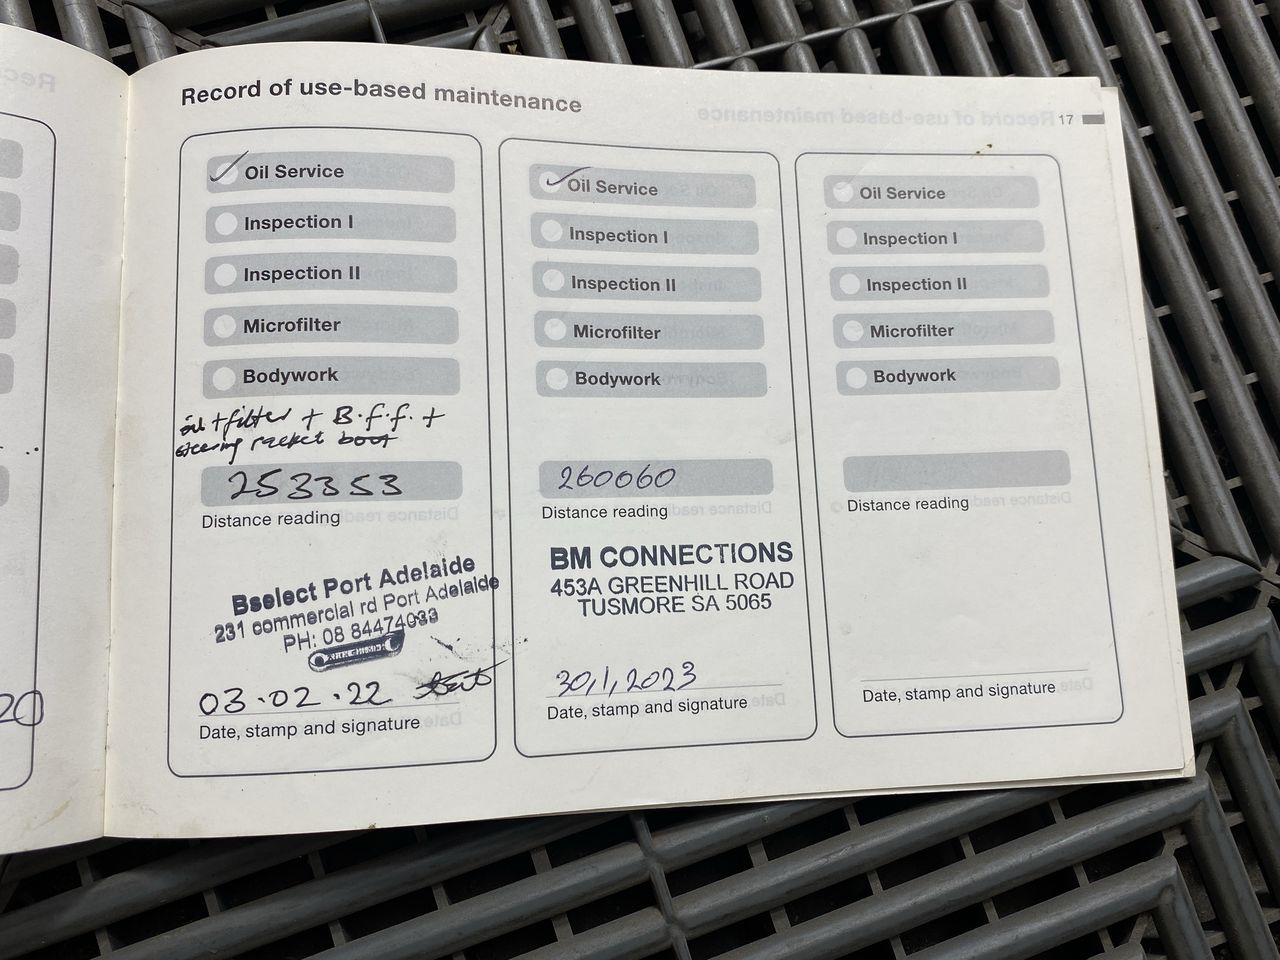 Record of use-based maintenance
17
Oil Service
Inspection I
Inspection II
Microfilter
Bodywork
oil + filter + B.f.f. +
steering racket boot
253353
Distance reading
Bselect Port Adelaide
231 commercial rd Port Adelaide
PH: 08 84474033
03.02.22
Date, stamp and signature
Oil Service
Inspection I
Inspection II
Microfilter
Bodywork
260060
Distance reading
BM CONNECTIONS
453A GREENHILL ROAD
TUSMORE SA 5065
30/1/2023
Date, stamp and signature
Oil Service
Inspection I
Inspection II
Microfilter
Bodywork
Distance reading
Date, stamp and signature
20